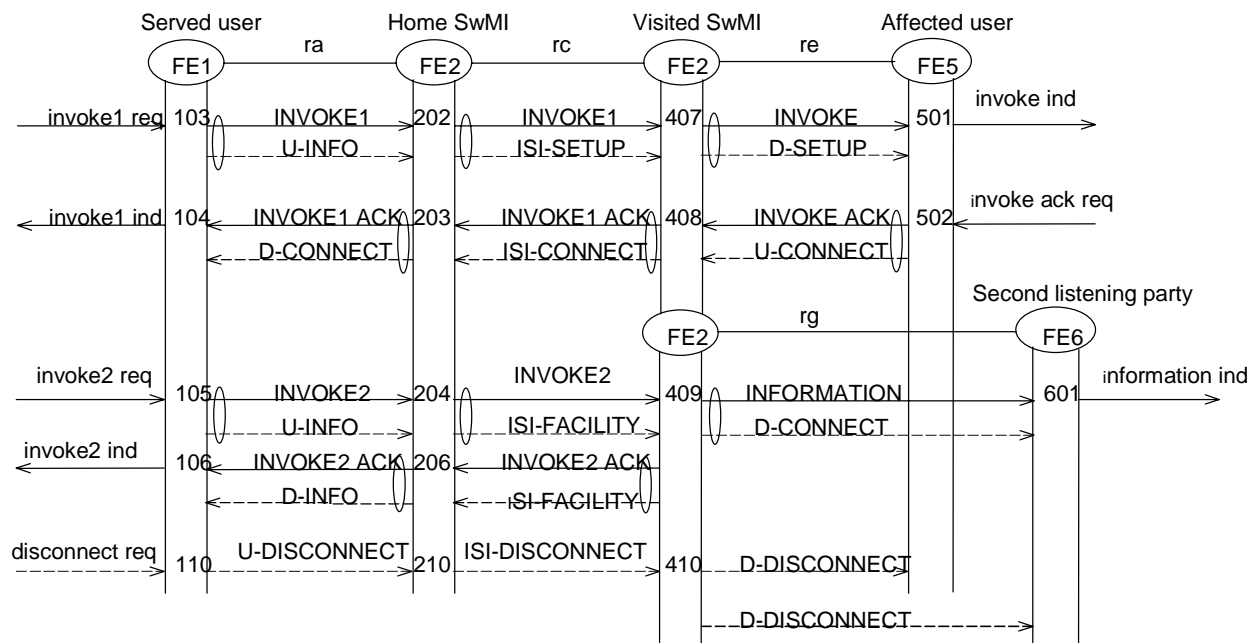 Served user Home SwMI Visited SwMI Affected user
ra rc re
FE1 FE2 FE2 FE5
invoke ind
invoke1 req 103 INVOKE1 202 INVOKE1 407 INVOKE 501
U-INFO ISI-SETUP D-SETUP
invoke ack req
invoke1 ind 104 INVOKE1 ACK 203 INVOKE1 ACK 408 INVOKE ACK 502
D-CONNECT ISI-CONNECT U-CONNECT
Second listening party
rg
FE2 FE6
invoke2 req INVOKE2 information ind
105 INVOKE2 204 409 INFORMATION 601
U-INFO ISI-FACILITY D-CONNECT
invoke2 ind
106 INVOKE2 ACK 206 INVOKE2 ACK
D-INFO ISI-FACILITY
disconnect req U-DISCONNECT ISI-DISCONNECT
110 210 410 D-DISCONNECT
D-DISCONNECT